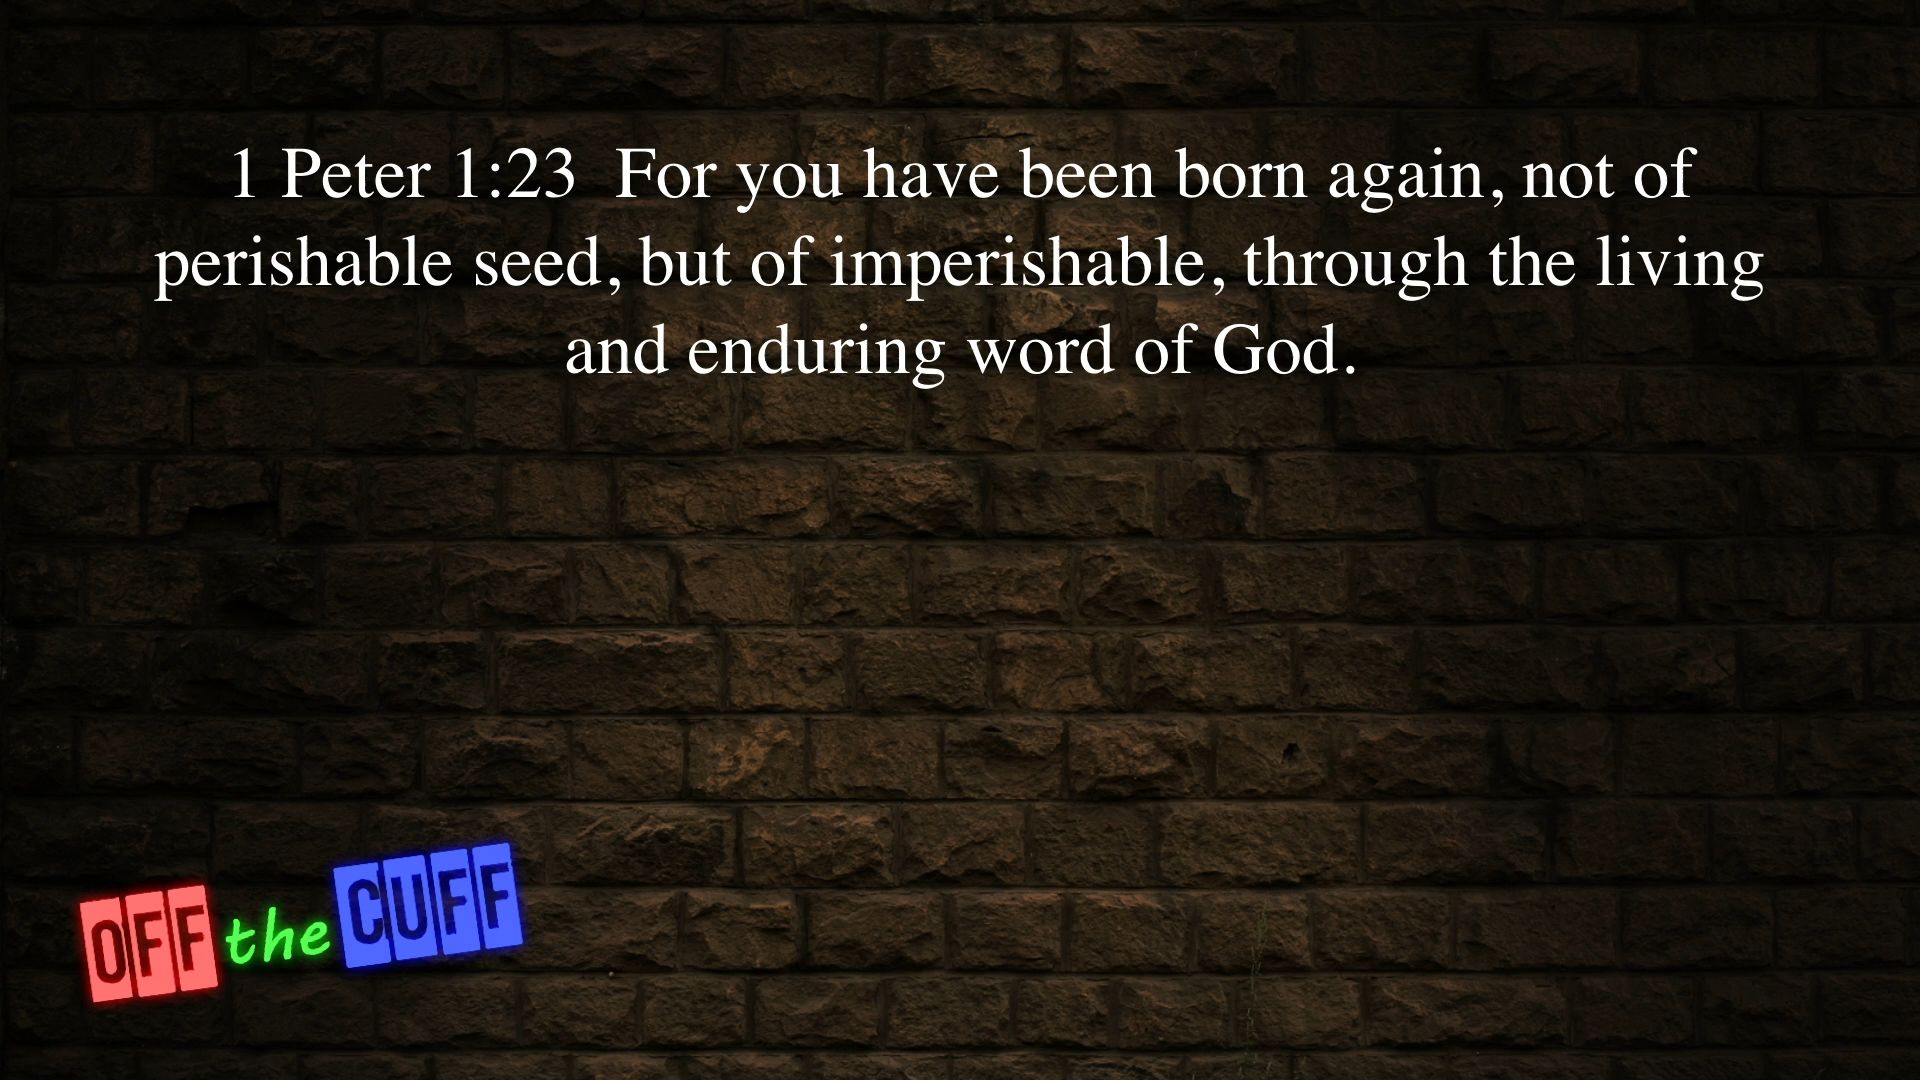 1 Peter 1:23  For you have been born again, not of
perishable seed, but of imperishable, through the living
and enduring word of God.
OFF the CUFF